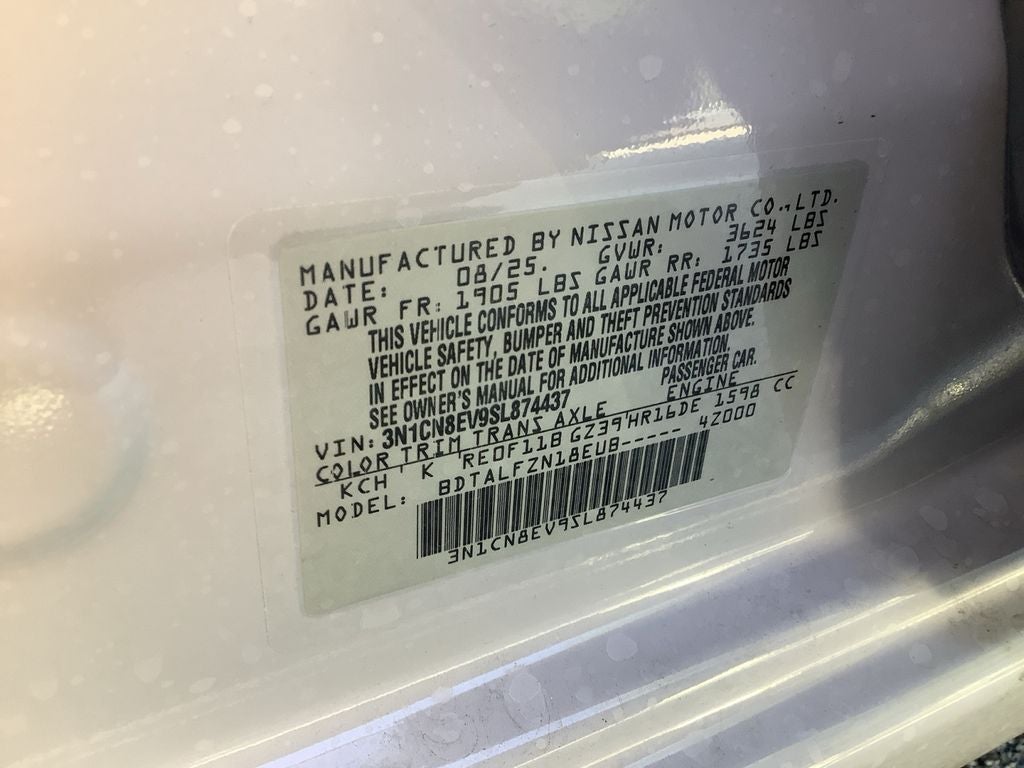 MANUFACTURED BY NISSAN MOTOR CO.,LTD.
DATE: 08/25. GVWR: 3624 LBS
GAWR FR: 1905 LBS GAWR RR: 1735 LBS
THIS VEHICLE CONFORMS TO ALL APPLICABLE FEDERAL MOTOR
VEHICLE SAFETY, BUMPER AND THEFT PREVENTION STANDARDS
IN EFFECT ON THE DATE OF MANUFACTURE SHOWN ABOVE.
SEE OWNER'S MANUAL FOR ADDITIONAL INFORMATION.
VIN: 3N1CN8EV9SL874437 PASSENGER CAR.
COLOR TRIM TRANS AXLE ENGINE
KCH K RE0F11B GZ39 HR16DE 1598 CC
MODEL: BDTALFZN18EUB----- 4Z000
3N1CN8EV9SL874437